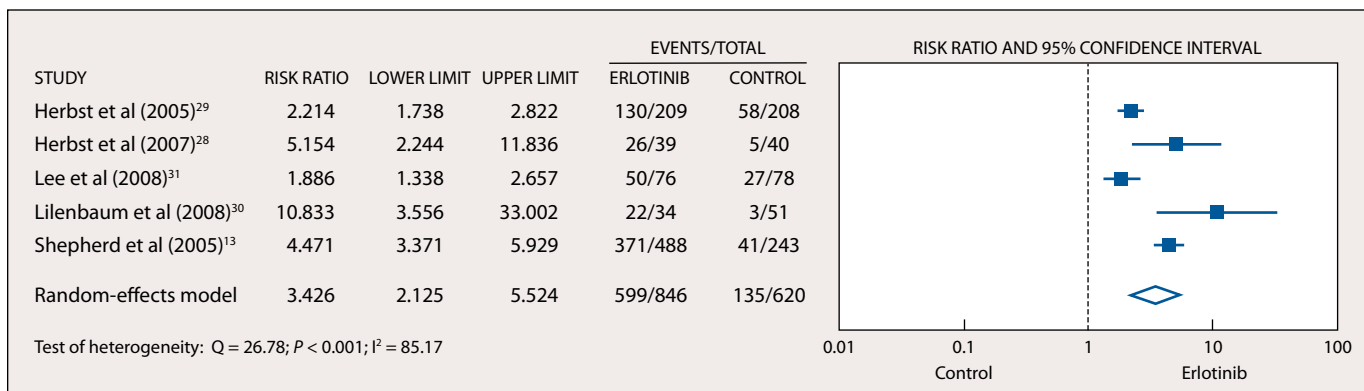 EVENTS/TOTAL RISK RATIO AND 95% CONFIDENCE INTERVAL
STUDY RISK RATIO LOWER LIMIT UPPER LIMIT ERLOTINIB CONTROL
Herbst et al (2005)²⁹ 2.214 1.738 2.822 130/209 58/208
Herbst et al (2007)²⁸ 5.154 2.244 11.836 26/39 5/40
Lee et al (2008)³¹ 1.886 1.338 2.657 50/76 27/78
Lilenbaum et al (2008)³⁰ 10.833 3.556 33.002 22/34 3/51
Shepherd et al (2005)¹³ 4.471 3.371 5.929 371/488 41/243
Random-effects model 3.426 2.125 5.524 599/846 135/620
Test of heterogeneity: Q = 26.78; P < 0.001; I² = 85.17
0.01 0.1 1 10 100
Control Erlotinib